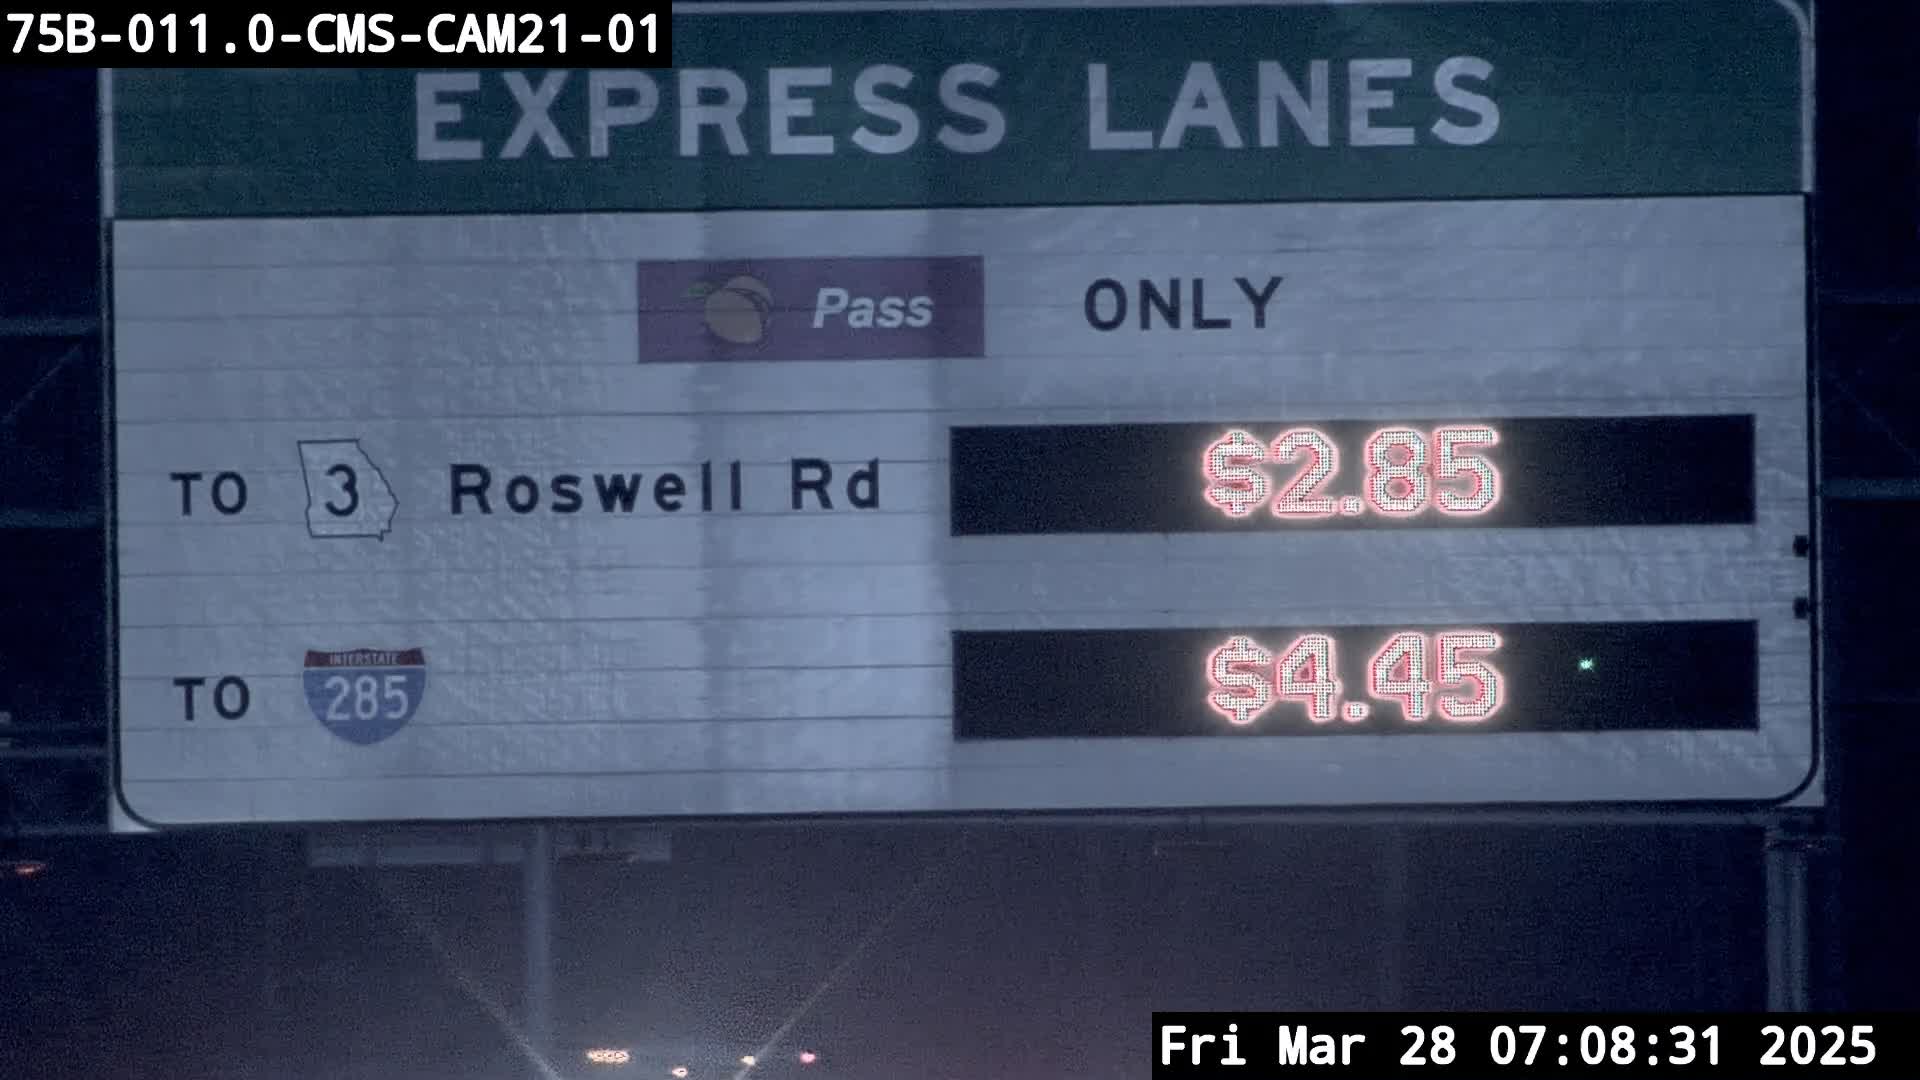 75B-011.0-CMS-CAM21-01
EXPRESS LANES
Pass ONLY
TO 3 Roswell Rd $2.85
INTERSTATE
TO 285 $4.45
Fri Mar 28 07:08:31 2025